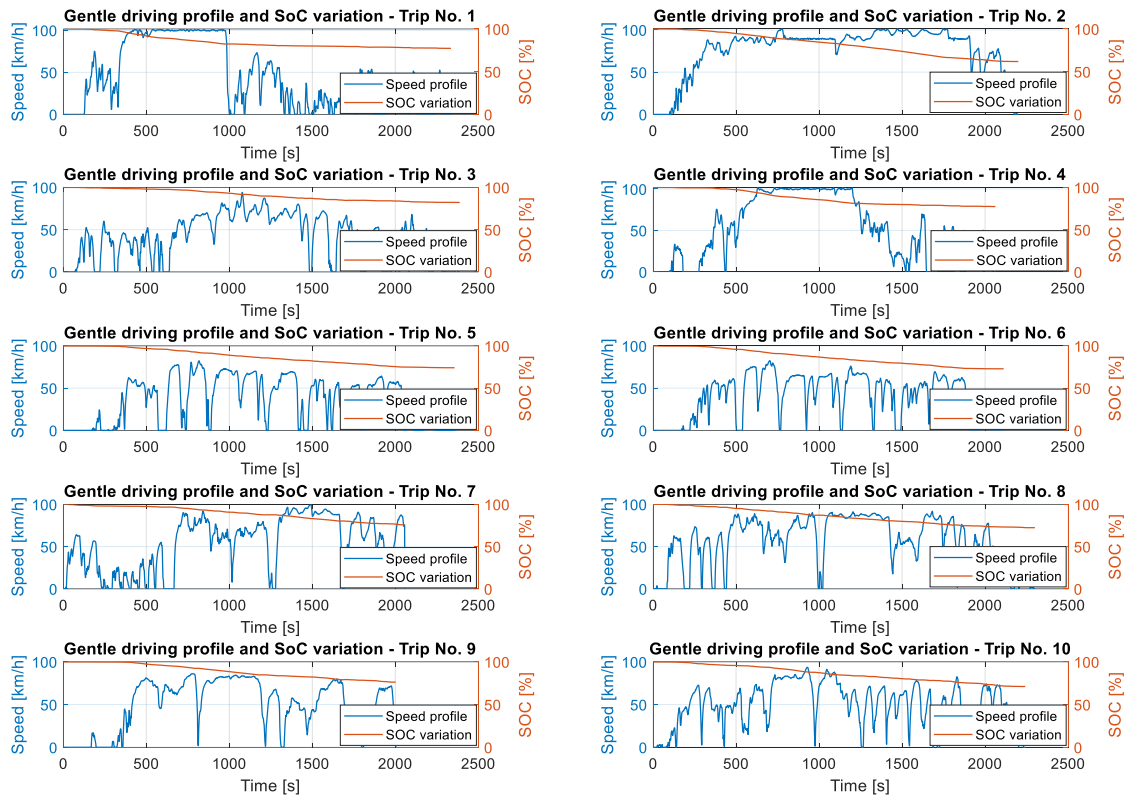 Gentle driving profile and SoC variation - Trip No. 1
100
50
0
Speed [km/h]
100
50
0
SOC [%]
Speed profile
SOC variation
0 500 1000 1500 2000 2500
Time [s]
Gentle driving profile and SoC variation - Trip No. 2
100
50
0
Speed [km/h]
100
50
0
SOC [%]
Speed profile
SOC variation
0 500 1000 1500 2000 2500
Time [s]
Gentle driving profile and SoC variation - Trip No. 3
100
50
0
Speed [km/h]
100
50
0
SOC [%]
Speed profile
SOC variation
0 500 1000 1500 2000 2500
Time [s]
Gentle driving profile and SoC variation - Trip No. 4
100
50
0
Speed [km/h]
100
50
0
SOC [%]
Speed profile
SOC variation
0 500 1000 1500 2000 2500
Time [s]
Gentle driving profile and SoC variation - Trip No. 5
100
50
0
Speed [km/h]
100
50
0
SOC [%]
Speed profile
SOC variation
0 500 1000 1500 2000 2500
Time [s]
Gentle driving profile and SoC variation - Trip No. 6
100
50
0
Speed [km/h]
100
50
0
SOC [%]
Speed profile
SOC variation
0 500 1000 1500 2000 2500
Time [s]
Gentle driving profile and SoC variation - Trip No. 7
100
50
0
Speed [km/h]
100
50
0
SOC [%]
Speed profile
SOC variation
0 500 1000 1500 2000 2500
Time [s]
Gentle driving profile and SoC variation - Trip No. 8
100
50
0
Speed [km/h]
100
50
0
SOC [%]
Speed profile
SOC variation
0 500 1000 1500 2000 2500
Time [s]
Gentle driving profile and SoC variation - Trip No. 9
100
50
0
Speed [km/h]
100
50
0
SOC [%]
Speed profile
SOC variation
0 500 1000 1500 2000 2500
Time [s]
Gentle driving profile and SoC variation - Trip No. 10
100
50
0
Speed [km/h]
100
50
0
SOC [%]
Speed profile
SOC variation
0 500 1000 1500 2000 2500
Time [s]